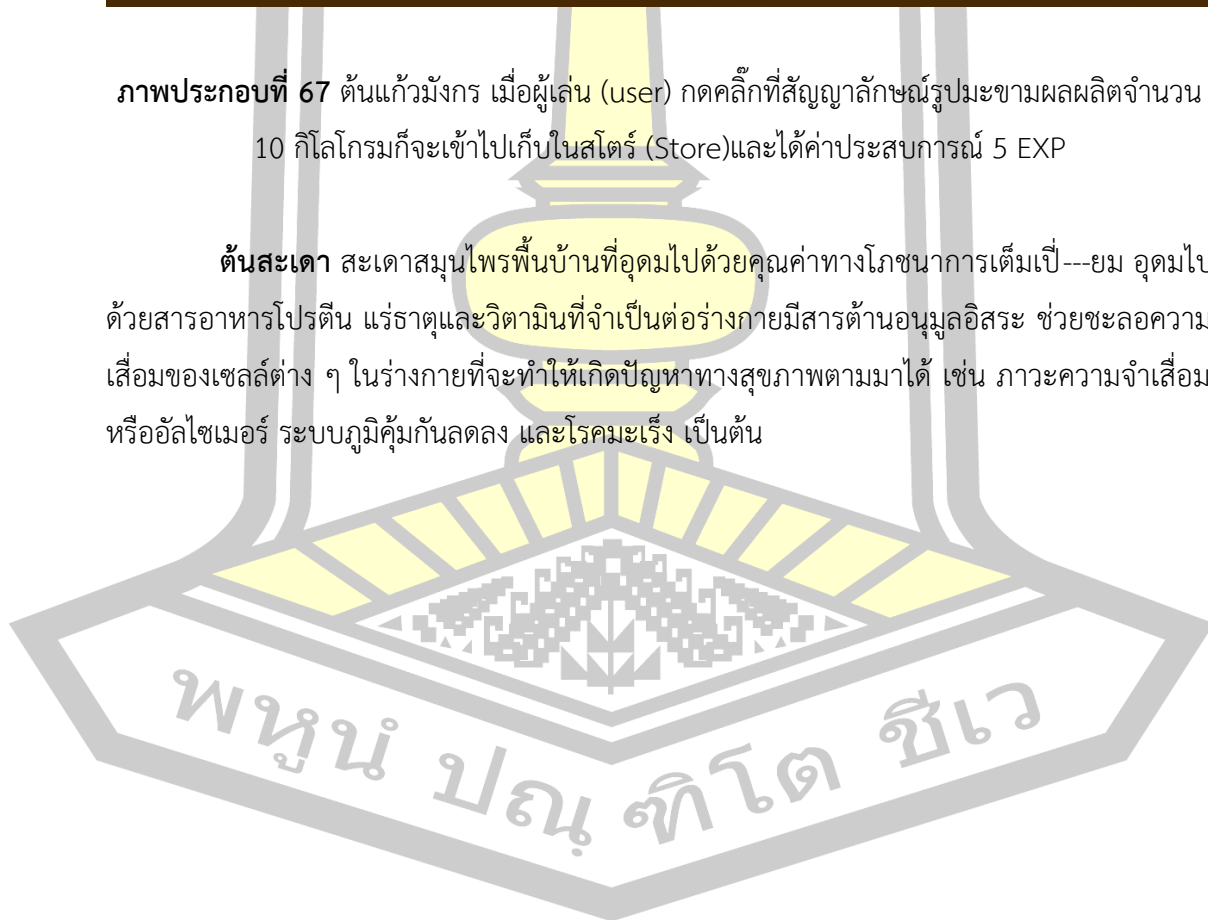 ภาพประกอบที่ 67 ต้นแก้วมังกร เมื่อผู้เล่น (user) กดคลิ๊กที่สัญญาลักษณ์รูปมะขามผลผลิตจำนวน
10 กิโลโกรมก็จะเข้าไปเก็บในสโตร์ (Store)และได้ค่าประสบการณ์ 5 EXP
ต้นสะเดา สะเดาสมุนไพรพื้นบ้านที่อุดมไปด้วยคุณค่าทางโภชนาการเต็มเปี่---ยม อุดมไป
ด้วยสารอาหารโปรตีน แร่ธาตุและวิตามินที่จำเป็นต่อร่างกายมีสารต้านอนุมูลอิสระ ช่วยชะลอความ
เสื่อมของเซลล์ต่าง ๆ ในร่างกายที่จะทำให้เกิดปัญหาทางสุขภาพตามมาได้ เช่น ภาวะความจำเสื่อม
หรืออัลไซเมอร์ ระบบภูมิคุ้มกันลดลง และโรคมะเร็ง เป็นต้น
พหูนํ ปณฺฑิโต ชีเว